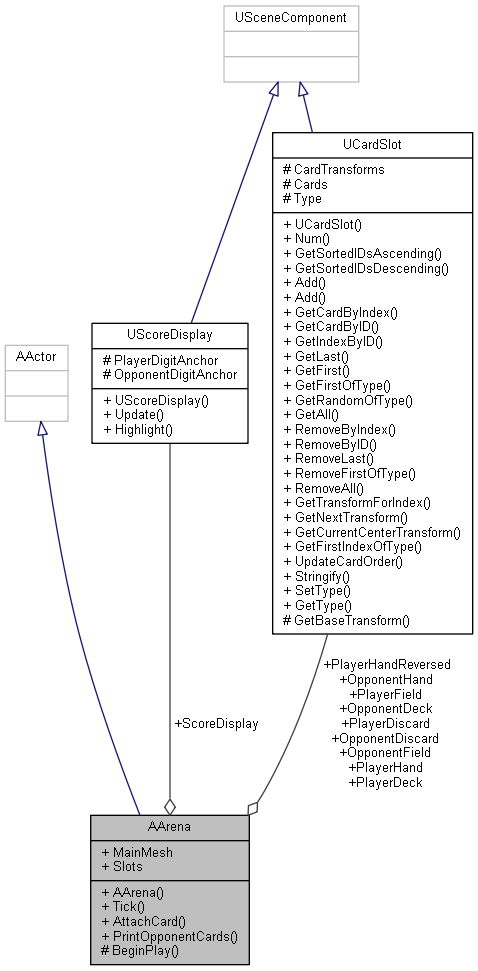 USceneComponent
UCardSlot
# CardTransforms
# Cards
# Type
+ UCardSlot()
+ Num()
+ GetSortedIDsAscending()
+ GetSortedIDsDescending()
+ Add()
+ Add()
+ GetCardByIndex()
+ GetCardByID()
+ GetIndexByID()
+ GetLast()
+ GetFirst()
+ GetFirstOfType()
+ GetRandomOfType()
+ GetAll()
+ RemoveByIndex()
+ RemoveByID()
+ RemoveLast()
+ RemoveFirstOfType()
+ RemoveAll()
+ GetTransformForIndex()
+ GetNextTransform()
+ GetCurrentCenterTransform()
+ GetFirstIndexOfType()
+ UpdateCardOrder()
+ Stringify()
+ SetType()
+ GetType()
# GetBaseTransform()
UScoreDisplay
# PlayerDigitAnchor
# OpponentDigitAnchor
+ UScoreDisplay()
+ Update()
+ Highlight()
AActor
+PlayerHandReversed
+OpponentHand
+PlayerField
+OpponentDeck
+PlayerDiscard
+OpponentDiscard
+OpponentField
+PlayerHand
+PlayerDeck
+ScoreDisplay
AArena
+ MainMesh
+ Slots
+ AArena()
+ Tick()
+ AttachCard()
+ PrintOpponentCards()
# BeginPlay()